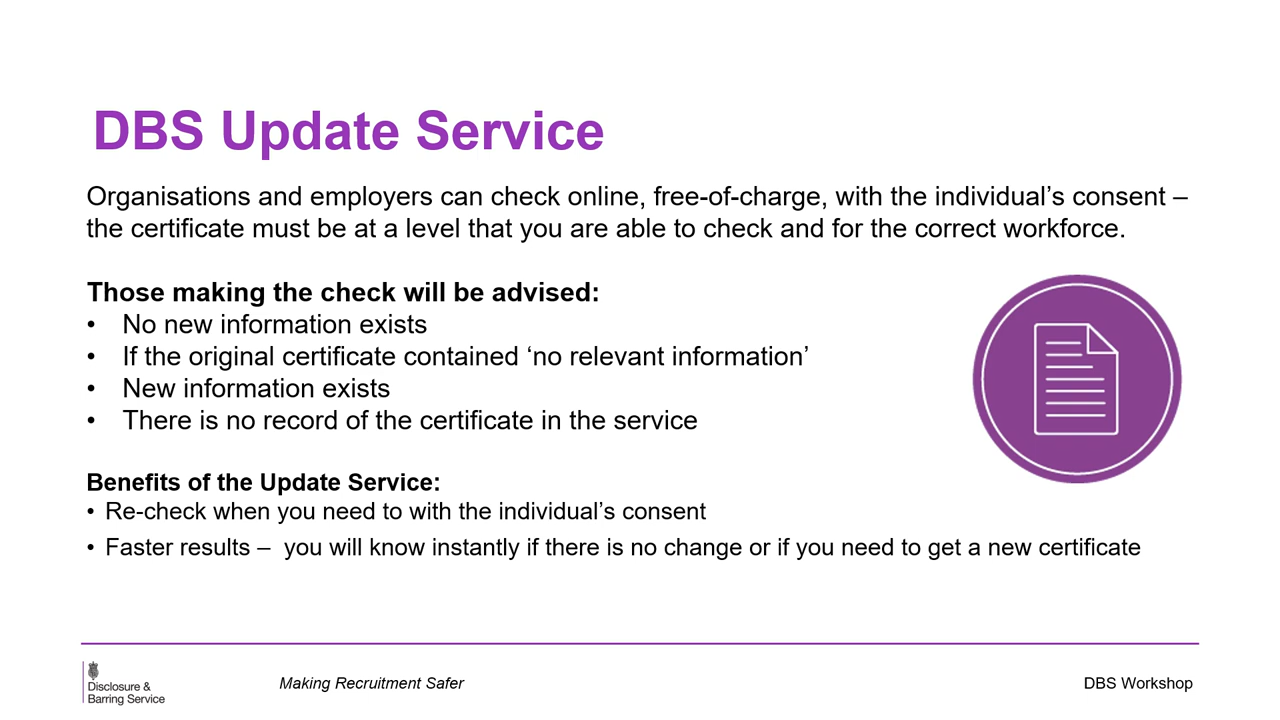 DBS Update Service
Organisations and employers can check online, free-of-charge, with the individual’s consent –
the certificate must be at a level that you are able to check and for the correct workforce.
Those making the check will be advised:
• No new information exists
• If the original certificate contained ‘no relevant information’
• New information exists
• There is no record of the certificate in the service
Benefits of the Update Service:
• Re-check when you need to with the individual’s consent
• Faster results – you will know instantly if there is no change or if you need to get a new certificate
Disclosure &
Barring Service
Making Recruitment Safer
DBS Workshop